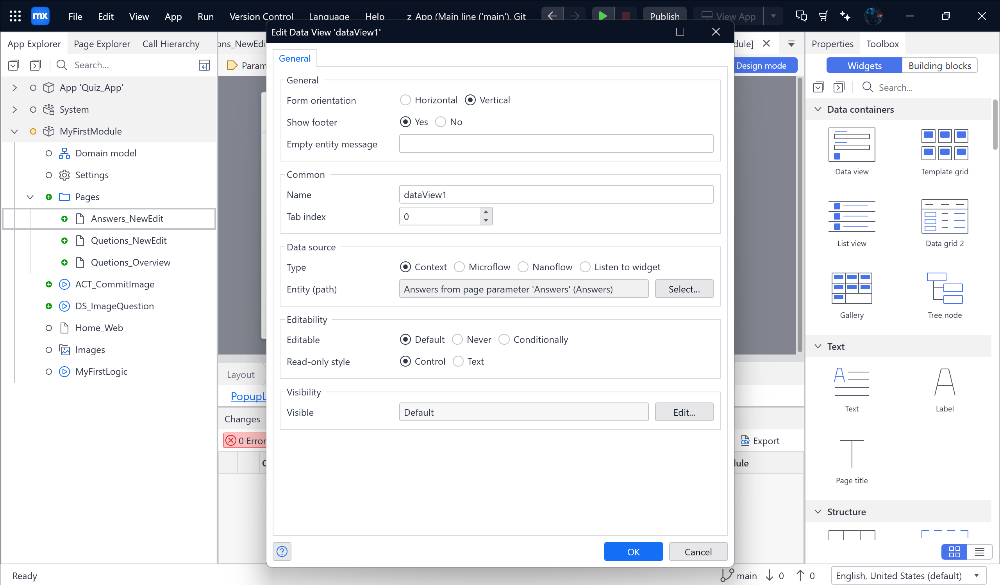 mx File Edit View App Run Version Control Language Help z_App (Main line ('main'), Git Publish View App
Edit Data View 'dataView1'
App Explorer Page Explorer Call Hierarchy
Search...
App 'Quiz_App'
System
MyFirstModule
Domain model
Settings
Pages
Answers_NewEdit
Quetions_NewEdit
Quetions_Overview
ACT_CommitImage
DS_ImageQuestion
Home_Web
Images
MyFirstLogic
ons_NewEdi
Param
Layout
PopupL
Changes
0 Error
General
General
Form orientation Horizontal Vertical
Show footer Yes No
Empty entity message
Common
Name dataView1
Tab index 0
Data source
Type Context Microflow Nanoflow Listen to widget
Entity (path) Answers from page parameter 'Answers' (Answers) Select...
Editability
Editable Default Never Conditionally
Read-only style Control Text
Visibility
Visible Default Edit...
OK Cancel
dule]
Design mode
CSV Export
dule
Properties Toolbox
Widgets Building blocks
Search...
Data containers
Data view Template grid
List view Data grid 2
Gallery Tree node
Text
Text Label
Page title
Structure
Ready
main 0 0 English, United States (default)